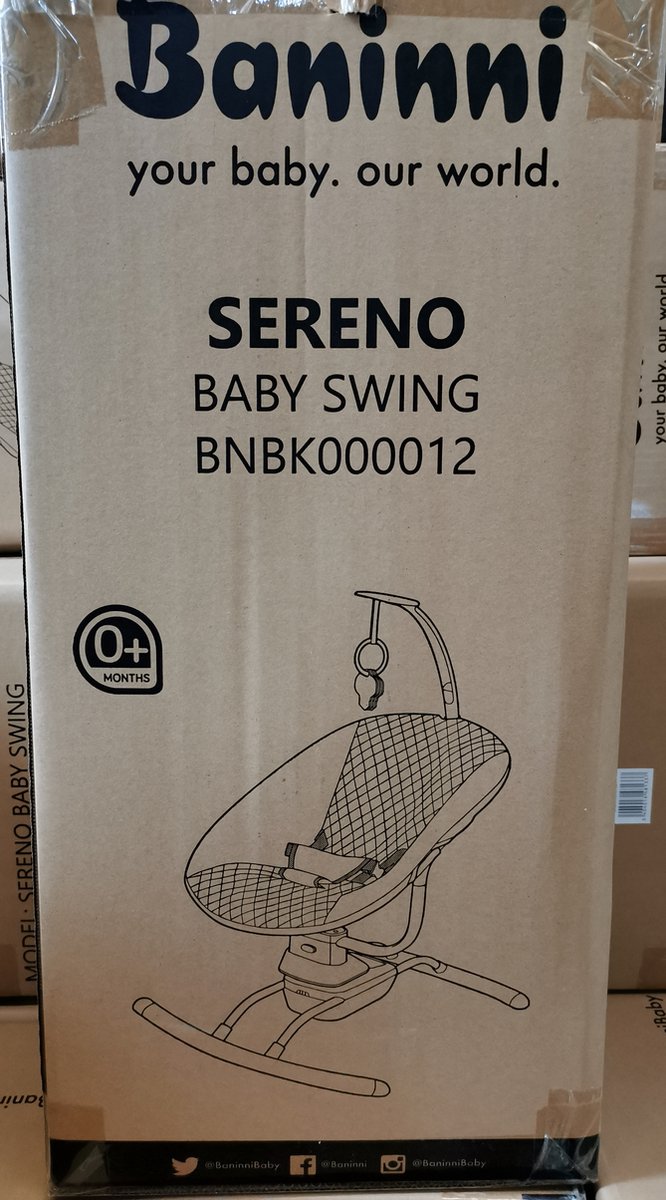 Baninni
your baby. our world.
SERENO
BABY SWING
BNBK000012
0+
MONTHS
@BaninniBaby
@Baninni
@BaninniBaby
MODEL: SERENO BABY SWING
your baby. our world